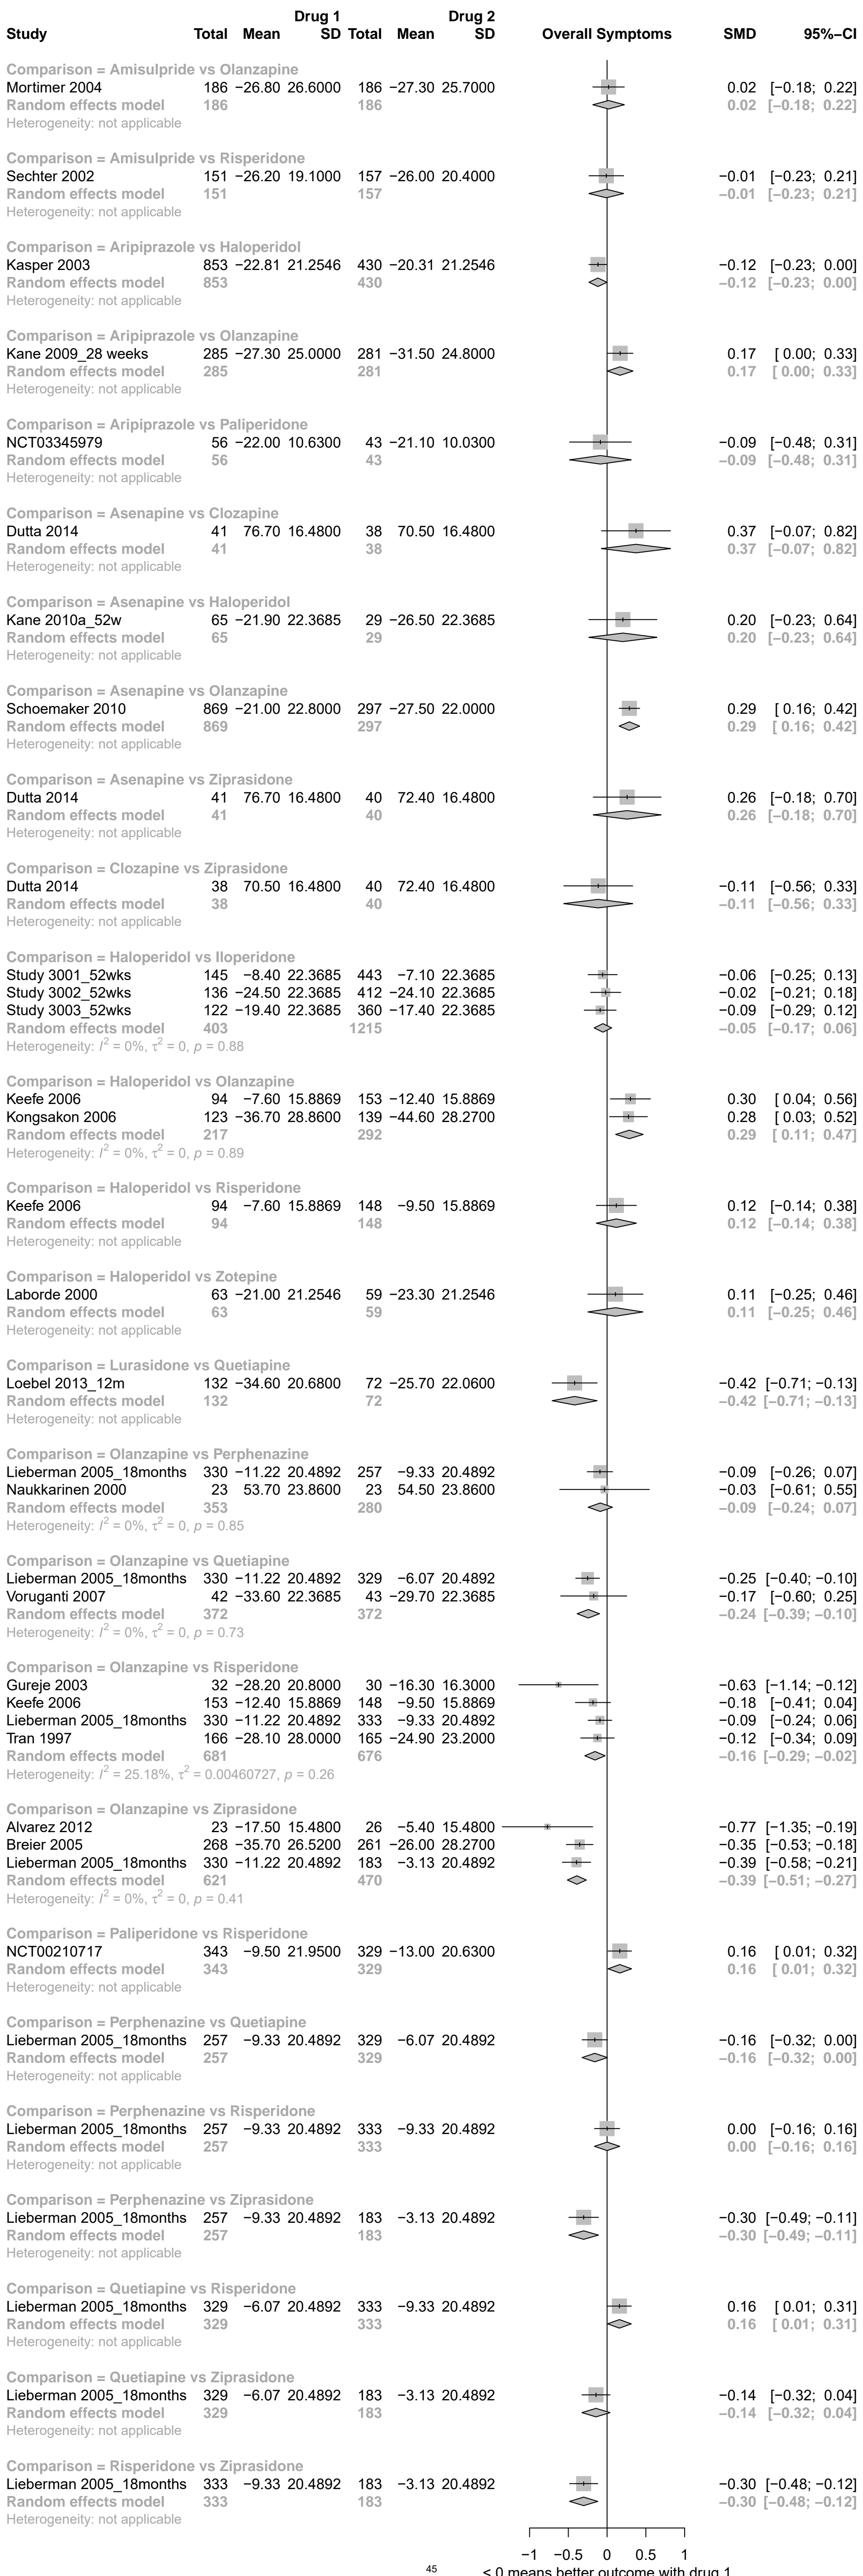 Drug 1 Drug 2
Study Total Mean SD Total Mean SD Overall Symptoms SMD 95%−CI
Comparison = Amisulpride vs Olanzapine
Mortimer 2004 186 −26.80 26.6000 186 −27.30 25.7000 0.02 [−0.18; 0.22]
Random effects model 186 186 0.02 [−0.18; 0.22]
Heterogeneity: not applicable
Comparison = Amisulpride vs Risperidone
Sechter 2002 151 −26.20 19.1000 157 −26.00 20.4000 −0.01 [−0.23; 0.21]
Random effects model 151 157 −0.01 [−0.23; 0.21]
Heterogeneity: not applicable
Comparison = Aripiprazole vs Haloperidol
Kasper 2003 853 −22.81 21.2546 430 −20.31 21.2546 −0.12 [−0.23; 0.00]
Random effects model 853 430 −0.12 [−0.23; 0.00]
Heterogeneity: not applicable
Comparison = Aripiprazole vs Olanzapine
Kane 2009_28 weeks 285 −27.30 25.0000 281 −31.50 24.8000 0.17 [ 0.00; 0.33]
Random effects model 285 281 0.17 [ 0.00; 0.33]
Heterogeneity: not applicable
Comparison = Aripiprazole vs Paliperidone
NCT03345979 56 −22.00 10.6300 43 −21.10 10.0300 −0.09 [−0.48; 0.31]
Random effects model 56 43 −0.09 [−0.48; 0.31]
Heterogeneity: not applicable
Comparison = Asenapine vs Clozapine
Dutta 2014 41 76.70 16.4800 38 70.50 16.4800 0.37 [−0.07; 0.82]
Random effects model 41 38 0.37 [−0.07; 0.82]
Heterogeneity: not applicable
Comparison = Asenapine vs Haloperidol
Kane 2010a_52w 65 −21.90 22.3685 29 −26.50 22.3685 0.20 [−0.23; 0.64]
Random effects model 65 29 0.20 [−0.23; 0.64]
Heterogeneity: not applicable
Comparison = Asenapine vs Olanzapine
Schoemaker 2010 869 −21.00 22.8000 297 −27.50 22.0000 0.29 [ 0.16; 0.42]
Random effects model 869 297 0.29 [ 0.16; 0.42]
Heterogeneity: not applicable
Comparison = Asenapine vs Ziprasidone
Dutta 2014 41 76.70 16.4800 40 72.40 16.4800 0.26 [−0.18; 0.70]
Random effects model 41 40 0.26 [−0.18; 0.70]
Heterogeneity: not applicable
Comparison = Clozapine vs Ziprasidone
Dutta 2014 38 70.50 16.4800 40 72.40 16.4800 −0.11 [−0.56; 0.33]
Random effects model 38 40 −0.11 [−0.56; 0.33]
Heterogeneity: not applicable
Comparison = Haloperidol vs Iloperidone
Study 3001_52wks 145 −8.40 22.3685 443 −7.10 22.3685 −0.06 [−0.25; 0.13]
Study 3002_52wks 136 −24.50 22.3685 412 −24.10 22.3685 −0.02 [−0.21; 0.18]
Study 3003_52wks 122 −19.40 22.3685 360 −17.40 22.3685 −0.09 [−0.29; 0.12]
Random effects model 403 1215 −0.05 [−0.17; 0.06]
Heterogeneity: I² = 0%, τ² = 0, p = 0.88
Comparison = Haloperidol vs Olanzapine
Keefe 2006 94 −7.60 15.8869 153 −12.40 15.8869 0.30 [ 0.04; 0.56]
Kongsakon 2006 123 −36.70 28.8600 139 −44.60 28.2700 0.28 [ 0.03; 0.52]
Random effects model 217 292 0.29 [ 0.11; 0.47]
Heterogeneity: I² = 0%, τ² = 0, p = 0.89
Comparison = Haloperidol vs Risperidone
Keefe 2006 94 −7.60 15.8869 148 −9.50 15.8869 0.12 [−0.14; 0.38]
Random effects model 94 148 0.12 [−0.14; 0.38]
Heterogeneity: not applicable
Comparison = Haloperidol vs Zotepine
Laborde 2000 63 −21.00 21.2546 59 −23.30 21.2546 0.11 [−0.25; 0.46]
Random effects model 63 59 0.11 [−0.25; 0.46]
Heterogeneity: not applicable
Comparison = Lurasidone vs Quetiapine
Loebel 2013_12m 132 −34.60 20.6800 72 −25.70 22.0600 −0.42 [−0.71; −0.13]
Random effects model 132 72 −0.42 [−0.71; −0.13]
Heterogeneity: not applicable
Comparison = Olanzapine vs Perphenazine
Lieberman 2005_18months 330 −11.22 20.4892 257 −9.33 20.4892 −0.09 [−0.26; 0.07]
Naukkarinen 2000 23 53.70 23.8600 23 54.50 23.8600 −0.03 [−0.61; 0.55]
Random effects model 353 280 −0.09 [−0.24; 0.07]
Heterogeneity: I² = 0%, τ² = 0, p = 0.85
Comparison = Olanzapine vs Quetiapine
Lieberman 2005_18months 330 −11.22 20.4892 329 −6.07 20.4892 −0.25 [−0.40; −0.10]
Voruganti 2007 42 −33.60 22.3685 43 −29.70 22.3685 −0.17 [−0.60; 0.25]
Random effects model 372 372 −0.24 [−0.39; −0.10]
Heterogeneity: I² = 0%, τ² = 0, p = 0.73
Comparison = Olanzapine vs Risperidone
Gureje 2003 32 −28.20 20.8000 30 −16.30 16.3000 −0.63 [−1.14; −0.12]
Keefe 2006 153 −12.40 15.8869 148 −9.50 15.8869 −0.18 [−0.41; 0.04]
Lieberman 2005_18months 330 −11.22 20.4892 333 −9.33 20.4892 −0.09 [−0.24; 0.06]
Tran 1997 166 −28.10 28.0000 165 −24.90 23.2000 −0.12 [−0.34; 0.09]
Random effects model 681 676 −0.16 [−0.29; −0.02]
Heterogeneity: I² = 25.18%, τ² = 0.00460727, p = 0.26
Comparison = Olanzapine vs Ziprasidone
Alvarez 2012 23 −17.50 15.4800 26 −5.40 15.4800 −0.77 [−1.35; −0.19]
Breier 2005 268 −35.70 26.5200 261 −26.00 28.2700 −0.35 [−0.53; −0.18]
Lieberman 2005_18months 330 −11.22 20.4892 183 −3.13 20.4892 −0.39 [−0.58; −0.21]
Random effects model 621 470 −0.39 [−0.51; −0.27]
Heterogeneity: I² = 0%, τ² = 0, p = 0.41
Comparison = Paliperidone vs Risperidone
NCT00210717 343 −9.50 21.9500 329 −13.00 20.6300 0.16 [ 0.01; 0.32]
Random effects model 343 329 0.16 [ 0.01; 0.32]
Heterogeneity: not applicable
Comparison = Perphenazine vs Quetiapine
Lieberman 2005_18months 257 −9.33 20.4892 329 −6.07 20.4892 −0.16 [−0.32; 0.00]
Random effects model 257 329 −0.16 [−0.32; 0.00]
Heterogeneity: not applicable
Comparison = Perphenazine vs Risperidone
Lieberman 2005_18months 257 −9.33 20.4892 333 −9.33 20.4892 0.00 [−0.16; 0.16]
Random effects model 257 333 0.00 [−0.16; 0.16]
Heterogeneity: not applicable
Comparison = Perphenazine vs Ziprasidone
Lieberman 2005_18months 257 −9.33 20.4892 183 −3.13 20.4892 −0.30 [−0.49; −0.11]
Random effects model 257 183 −0.30 [−0.49; −0.11]
Heterogeneity: not applicable
Comparison = Quetiapine vs Risperidone
Lieberman 2005_18months 329 −6.07 20.4892 333 −9.33 20.4892 0.16 [ 0.01; 0.31]
Random effects model 329 333 0.16 [ 0.01; 0.31]
Heterogeneity: not applicable
Comparison = Quetiapine vs Ziprasidone
Lieberman 2005_18months 329 −6.07 20.4892 183 −3.13 20.4892 −0.14 [−0.32; 0.04]
Random effects model 329 183 −0.14 [−0.32; 0.04]
Heterogeneity: not applicable
Comparison = Risperidone vs Ziprasidone
Lieberman 2005_18months 333 −9.33 20.4892 183 −3.13 20.4892 −0.30 [−0.48; −0.12]
Random effects model 333 183 −0.30 [−0.48; −0.12]
Heterogeneity: not applicable
−1 −0.5 0 0.5 1
45 < 0 means better outcome with drug 1